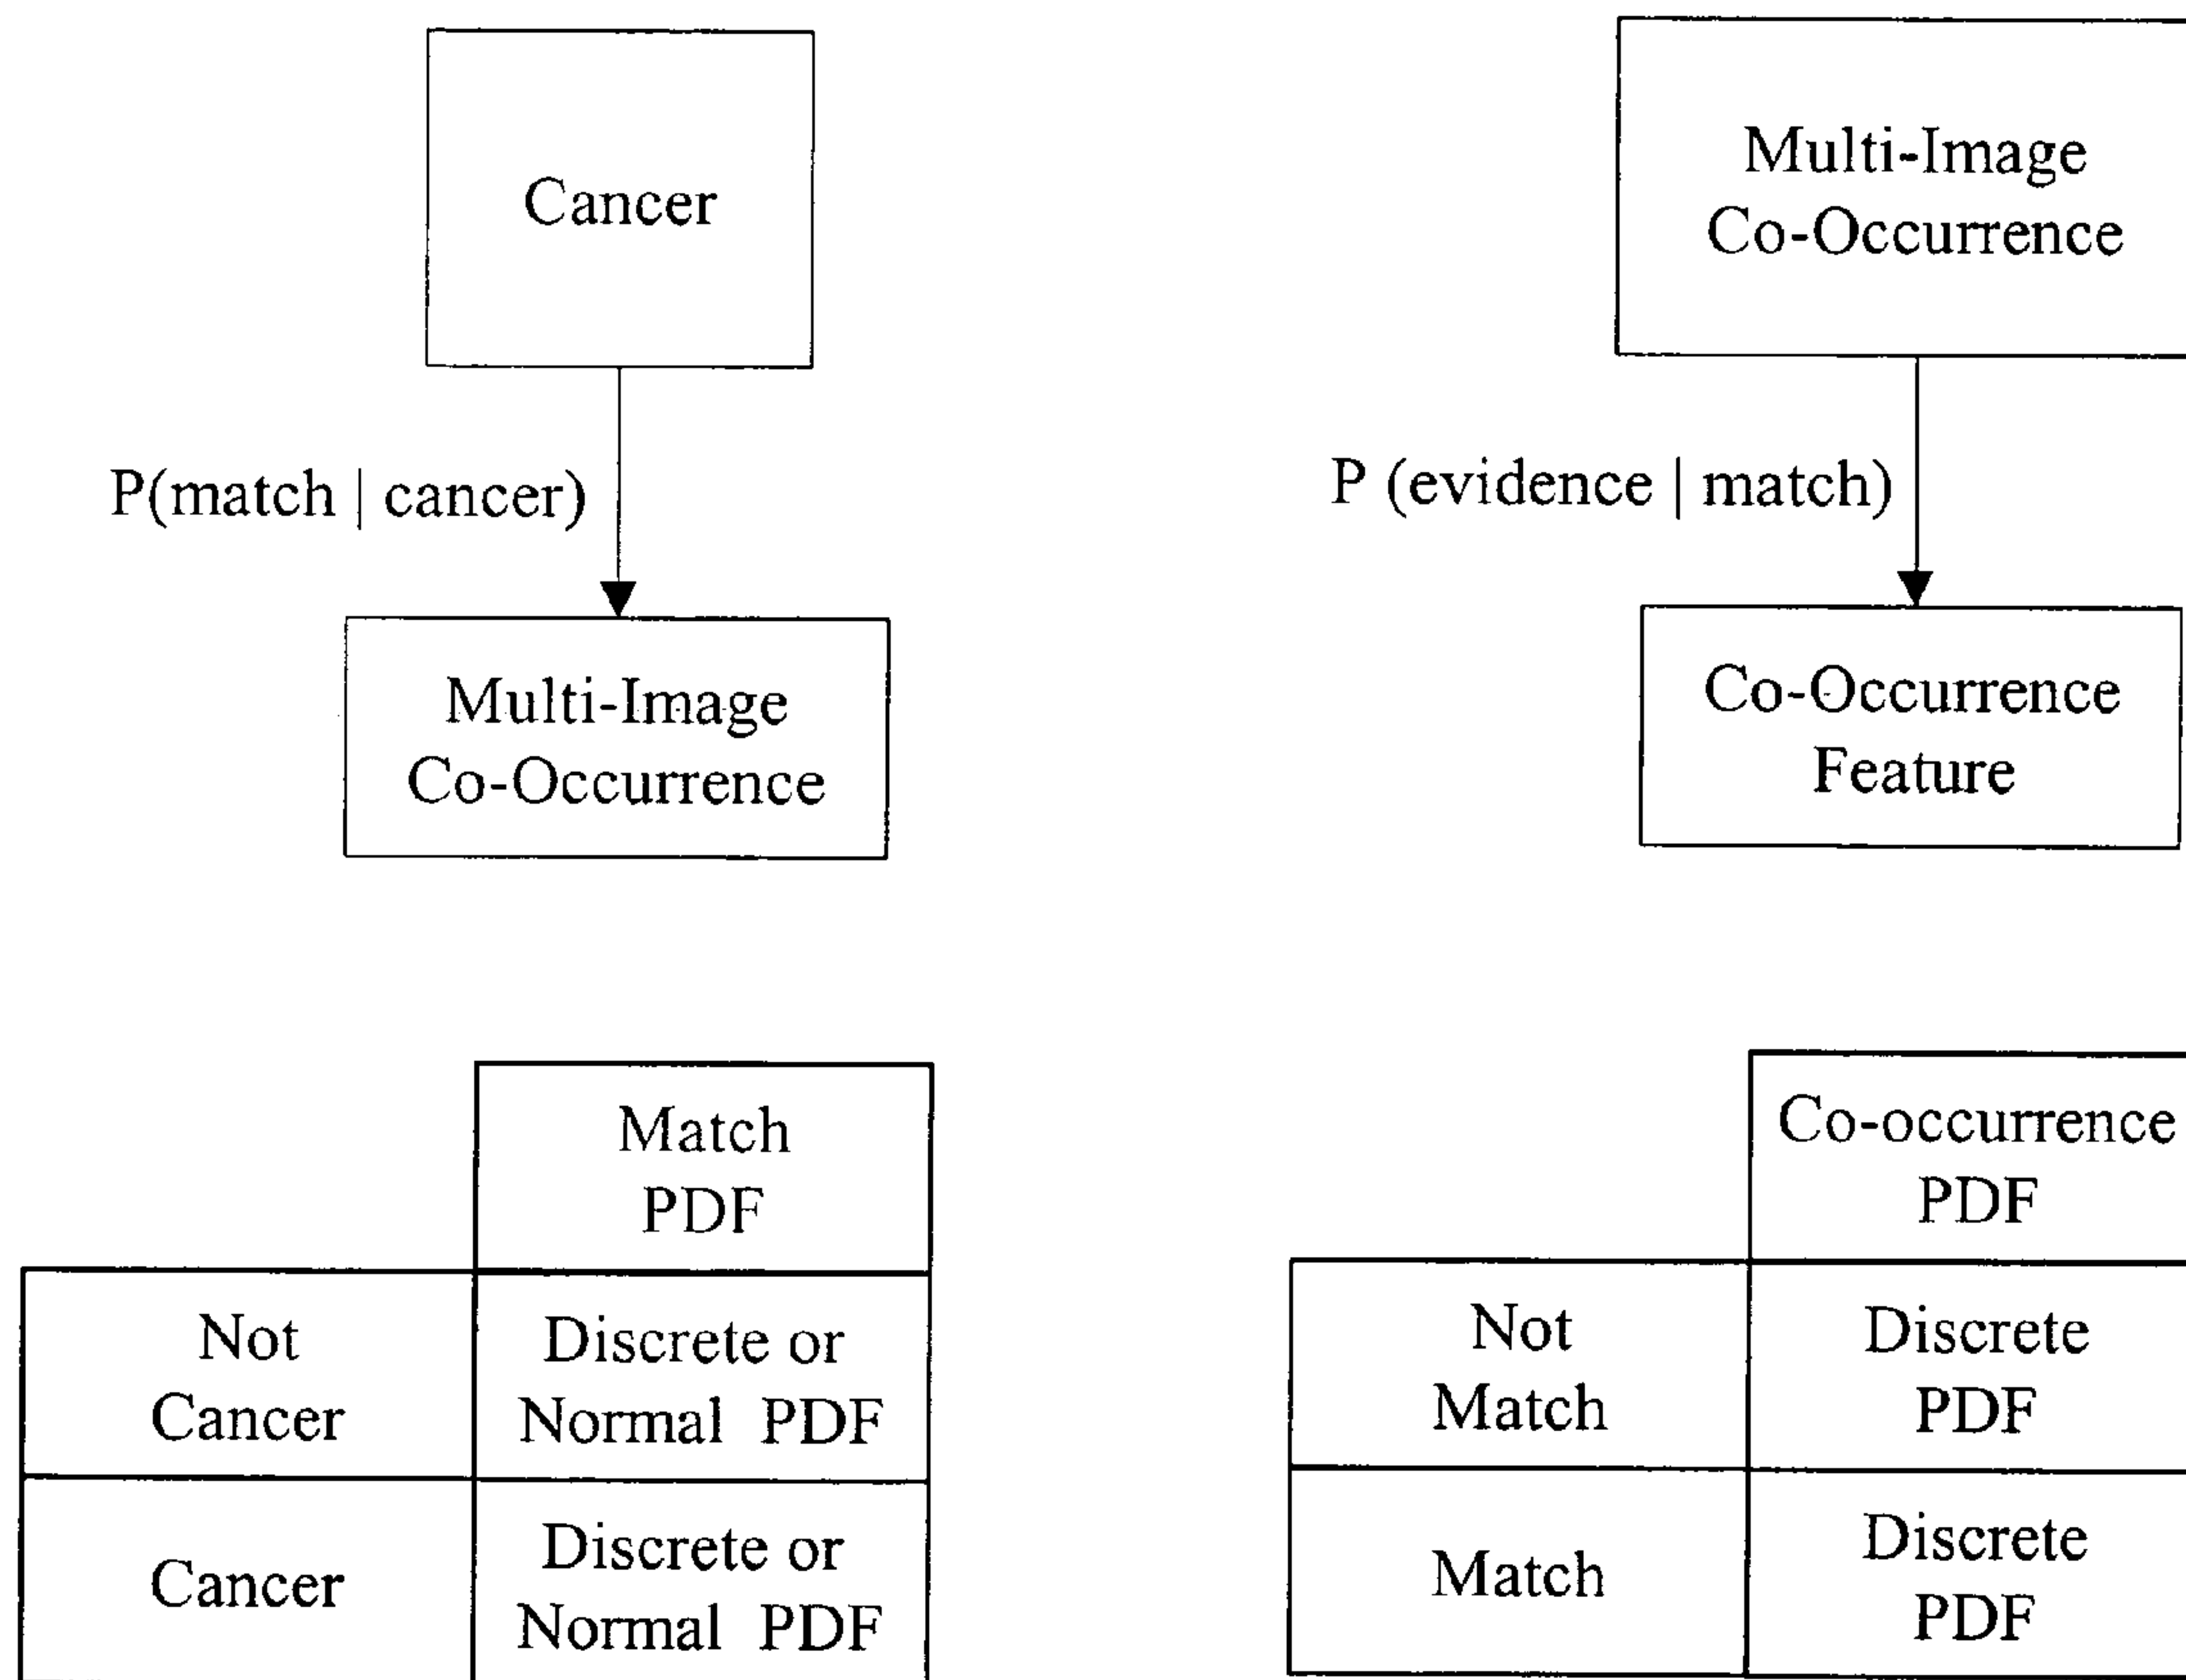 Cancer
P(match | cancer)
Multi-Image
Co-Occurrence
Match
PDF
Not
Cancer
Discrete or
Normal PDF
Cancer
Discrete or
Normal PDF
Multi-Image
Co-Occurrence
P (evidence | match)
Co-Occurrence
Feature
Co-occurrence
PDF
Not
Match
Discrete
PDF
Match
Discrete
PDF